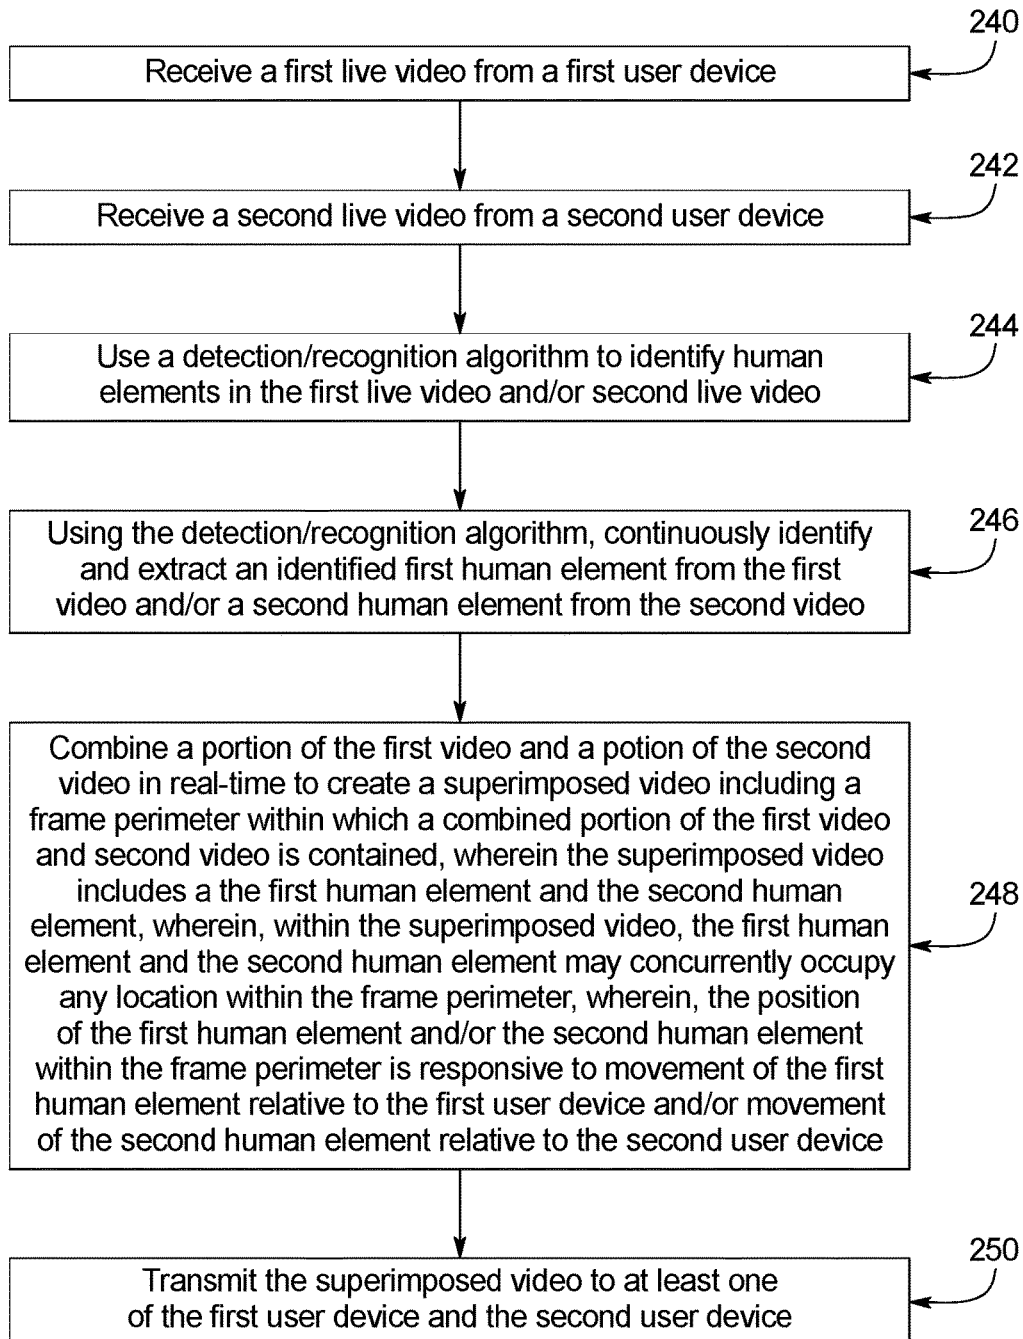 240
Receive a first live video from a first user device
242
Receive a second live video from a second user device
244
Use a detection/recognition algorithm to identify human
elements in the first live video and/or second live video
246
Using the detection/recognition algorithm, continuously identify
and extract an identified first human element from the first
video and/or a second human element from the second video
Combine a portion of the first video and a potion of the second
video in real-time to create a superimposed video including a
frame perimeter within which a combined portion of the first video
and second video is contained, wherein the superimposed video
includes a the first human element and the second human
element, wherein, within the superimposed video, the first human
element and the second human element may concurrently occupy
any location within the frame perimeter, wherein, the position
of the first human element and/or the second human element
within the frame perimeter is responsive to movement of the first
human element relative to the first user device and/or movement
of the second human element relative to the second user device
248
250
Transmit the superimposed video to at least one
of the first user device and the second user device